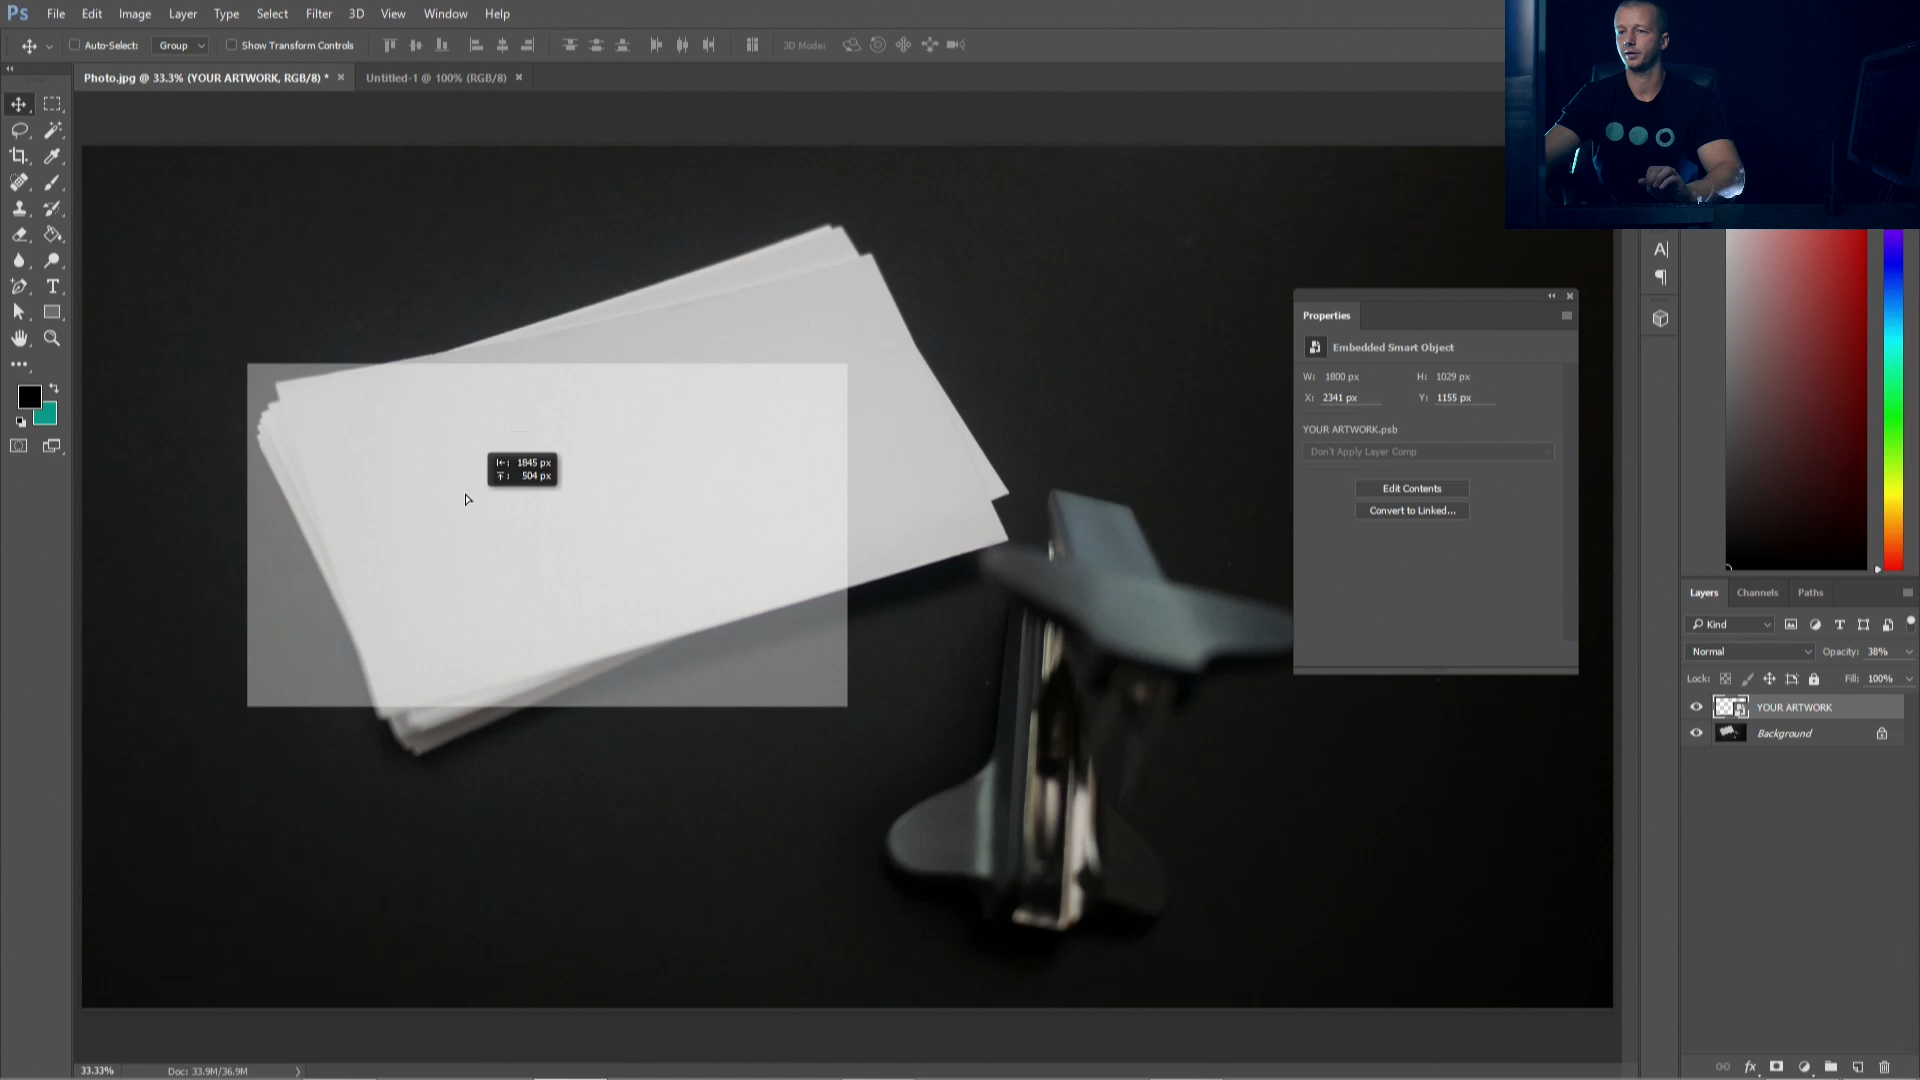 Ps File Edit Image Layer Type Select Filter 3D View Window Help
Auto-Select: Group Show Transform Controls 3D Mode:
Photo.jpg @ 33.3% (YOUR ARTWORK, RGB/8) * × Untitled-1 @ 100% (RGB/8) ×
Properties
Embedded Smart Object
W: 1800 px H: 1029 px
X: 2341 px Y: 1155 px
YOUR ARTWORK.psb
Don't Apply Layer Comp
Edit Contents
Convert to Linked...
1845 px
504 px
Layers Channels Paths
Kind
Normal Opacity: 38%
Lock: Fill: 100%
YOUR ARTWORK
Background
fx
33.33% Doc: 33.9M/36.9M